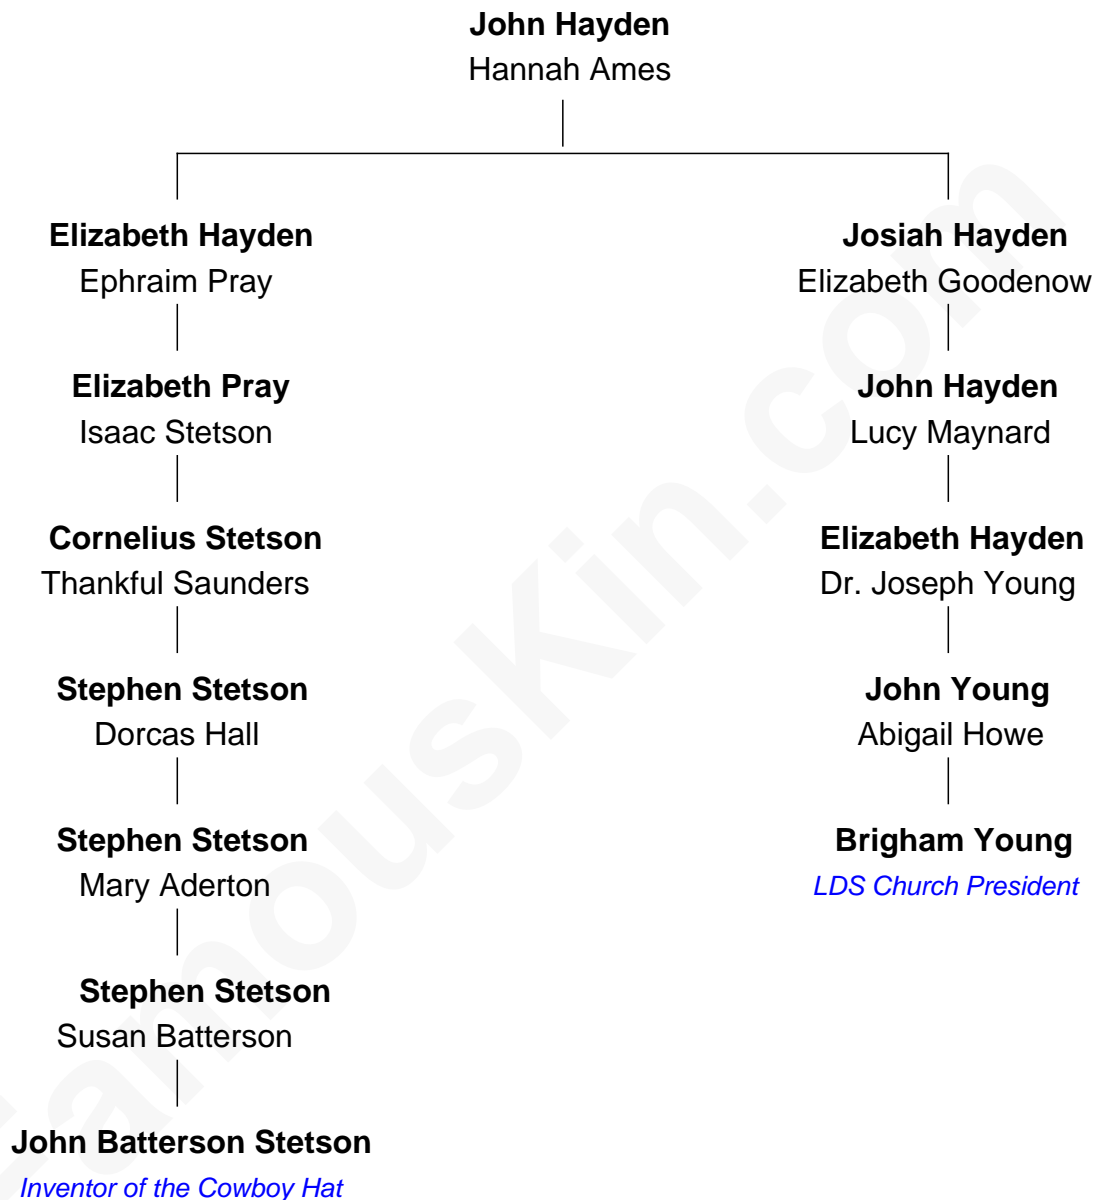 John Hayden
Hannah Ames
Elizabeth Hayden
Ephraim Pray
Elizabeth Pray
Isaac Stetson
Cornelius Stetson
Thankful Saunders
Stephen Stetson
Dorcas Hall
Stephen Stetson
Mary Aderton
Stephen Stetson
Susan Batterson
John Batterson Stetson
Inventor of the Cowboy Hat
Josiah Hayden
Elizabeth Goodenow
John Hayden
Lucy Maynard
Elizabeth Hayden
Dr. Joseph Young
John Young
Abigail Howe
Brigham Young
LDS Church President
FamousKin.com